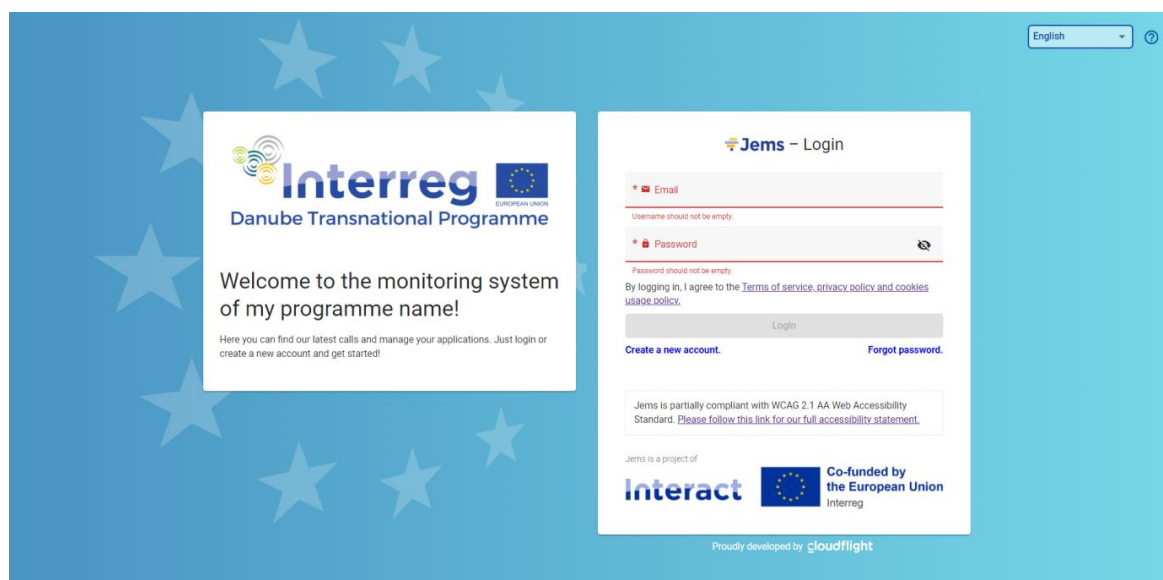 English
Interreg
EUROPEAN UNION
Danube Transnational Programme
Welcome to the monitoring system
of my programme name!
Here you can find our latest calls and manage your applications. Just login or
create a new account and get started!
Jems – Login
* Email
Username should not be empty.
* Password
Password should not be empty.
By logging in, I agree to the Terms of service, privacy policy and cookies
usage policy.
Login
Create a new account.
Forgot password.
Jems is partially compliant with WCAG 2.1 AA Web Accessibility
Standard. Please follow this link for our full accessibility statement.
Jems is a project of
Interact
Co-funded by
the European Union
Interreg
Proudly developed by cloudflight